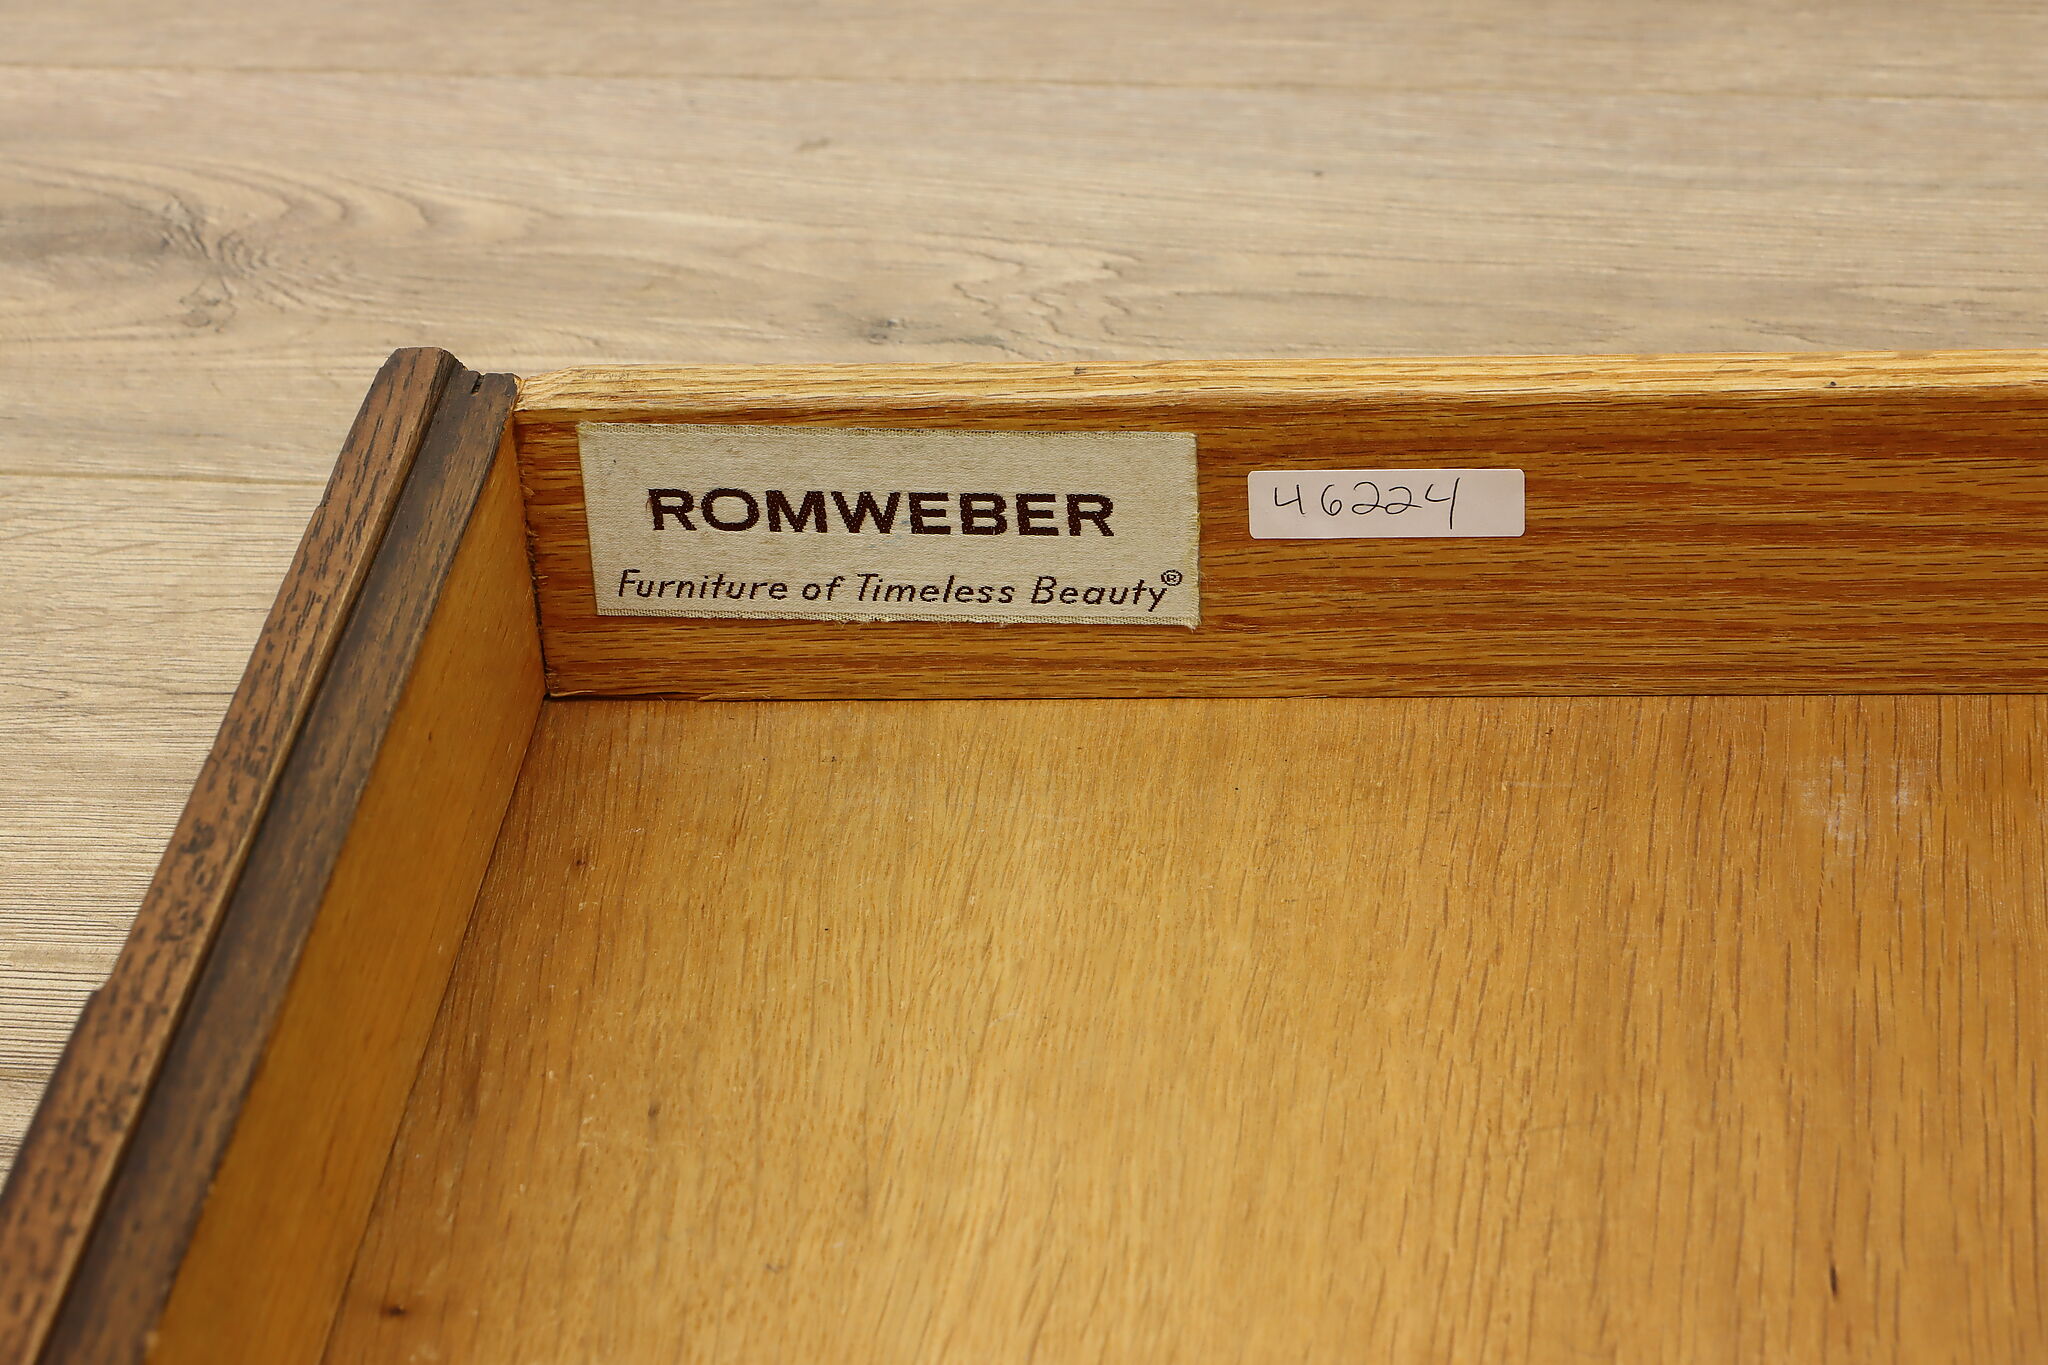 ROMWEBER
Furniture of Timeless Beauty®
46224